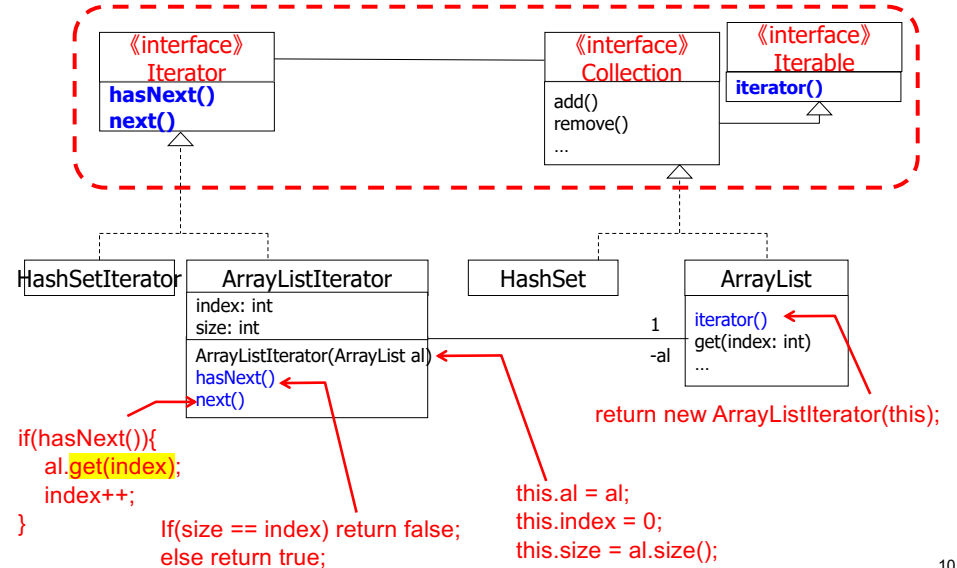 《interface》
Iterator
hasNext()
next()
《interface》
Collection
add()
remove()
…
《interface》
Iterable
iterator()
HashSetIterator
ArrayListIterator
index: int
size: int
ArrayListIterator(ArrayList al)
hasNext()
next()
HashSet
ArrayList
iterator()
get(index: int)
…
1
-al
return new ArrayListIterator(this);
if(hasNext()){
al.get(index);
index++;
}
If(size == index) return false;
else return true;
this.al = al;
this.index = 0;
this.size = al.size();
10